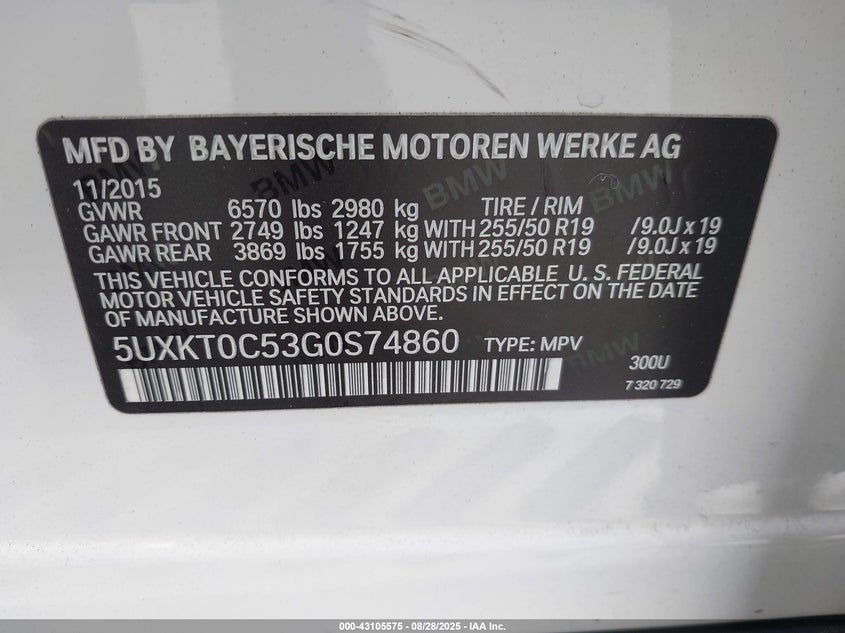 MFD BY BAYERISCHE MOTOREN WERKE AG
11/2015
GVWR 6570 lbs 2980 kg TIRE / RIM
GAWR FRONT 2749 lbs 1247 kg WITH 255/50 R19 /9.0J x 19
GAWR REAR 3869 lbs 1755 kg WITH 255/50 R19 /9.0J x 19
THIS VEHICLE CONFORMS TO ALL APPLICABLE U. S. FEDERAL
MOTOR VEHICLE SAFETY STANDARDS IN EFFECT ON THE DATE
OF MANUFACTURE SHOWN ABOVE.
5UXKT0C53G0S74860 TYPE: MPV
300U
7 320 729
BMW
BMW
BMW
000-43105575 | 08/28/2025 - IAA Inc.